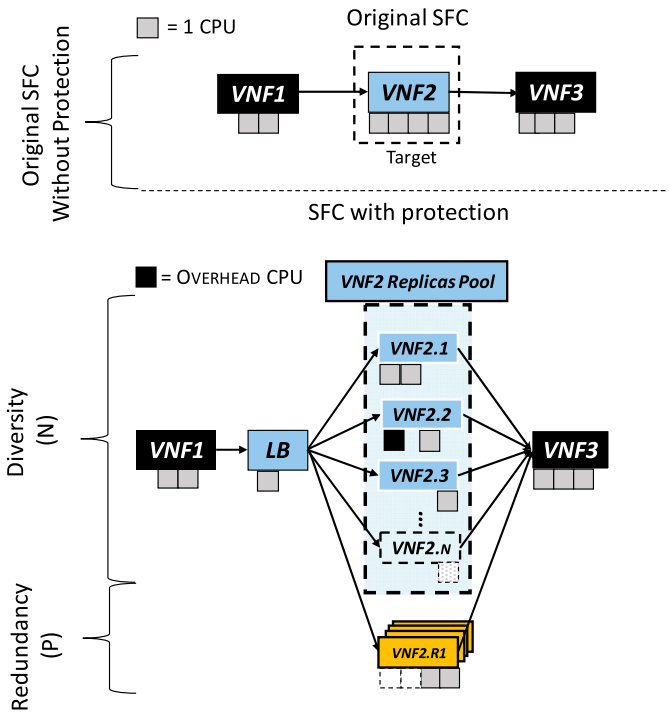 Original SFC
= 1 CPU
Original SFC
Without Protection
VNF1
VNF2
VNF3
Target
SFC with protection
= OVERHEAD CPU
VNF2 Replicas Pool
Diversity
(N)
VNF2.1
VNF2.2
VNF1
LB
VNF3
VNF2.3
....
VNF2.N
Redundancy
(P)
VNF2.R1